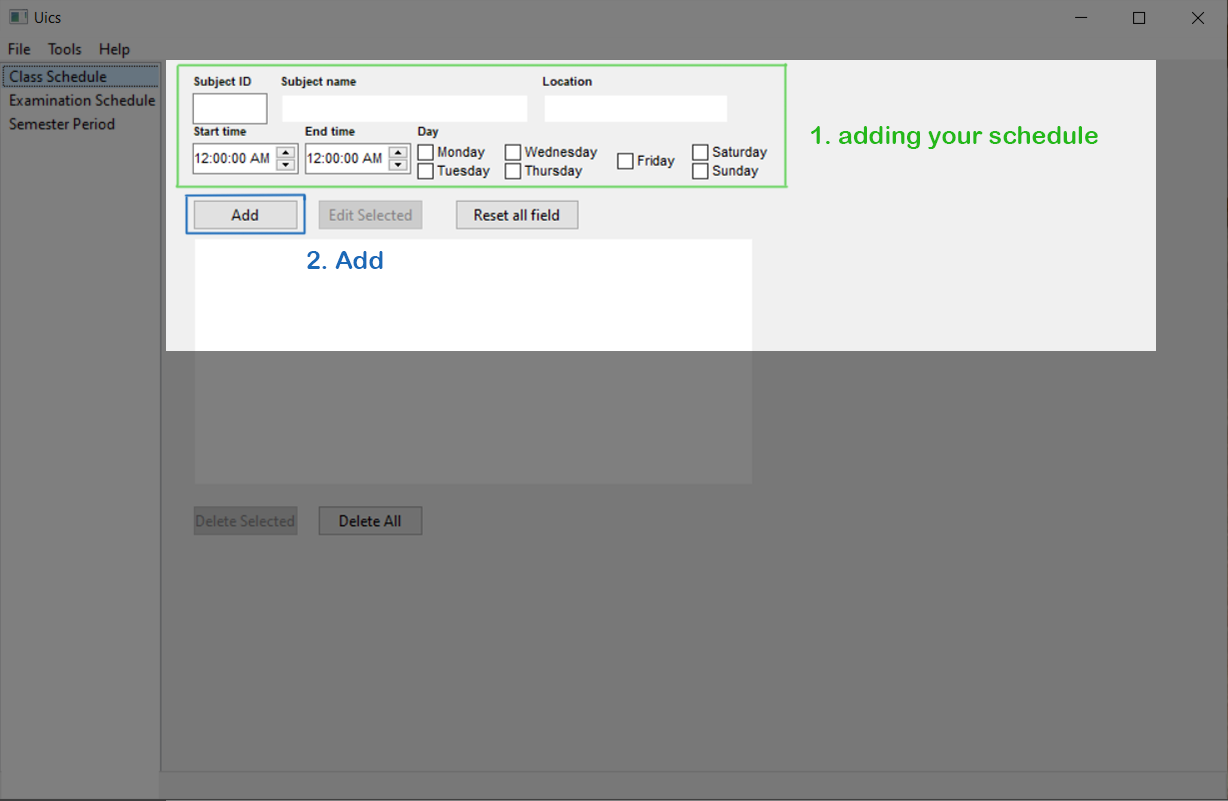 Uics
File Tools Help
Class Schedule
Examination Schedule
Semester Period
Subject ID Subject name Location
Start time End time Day
12:00:00 AM 12:00:00 AM
Monday Wednesday Friday Saturday
Tuesday Thursday Sunday
1. adding your schedule
Add Edit Selected Reset all field
2. Add
Delete Selected Delete All